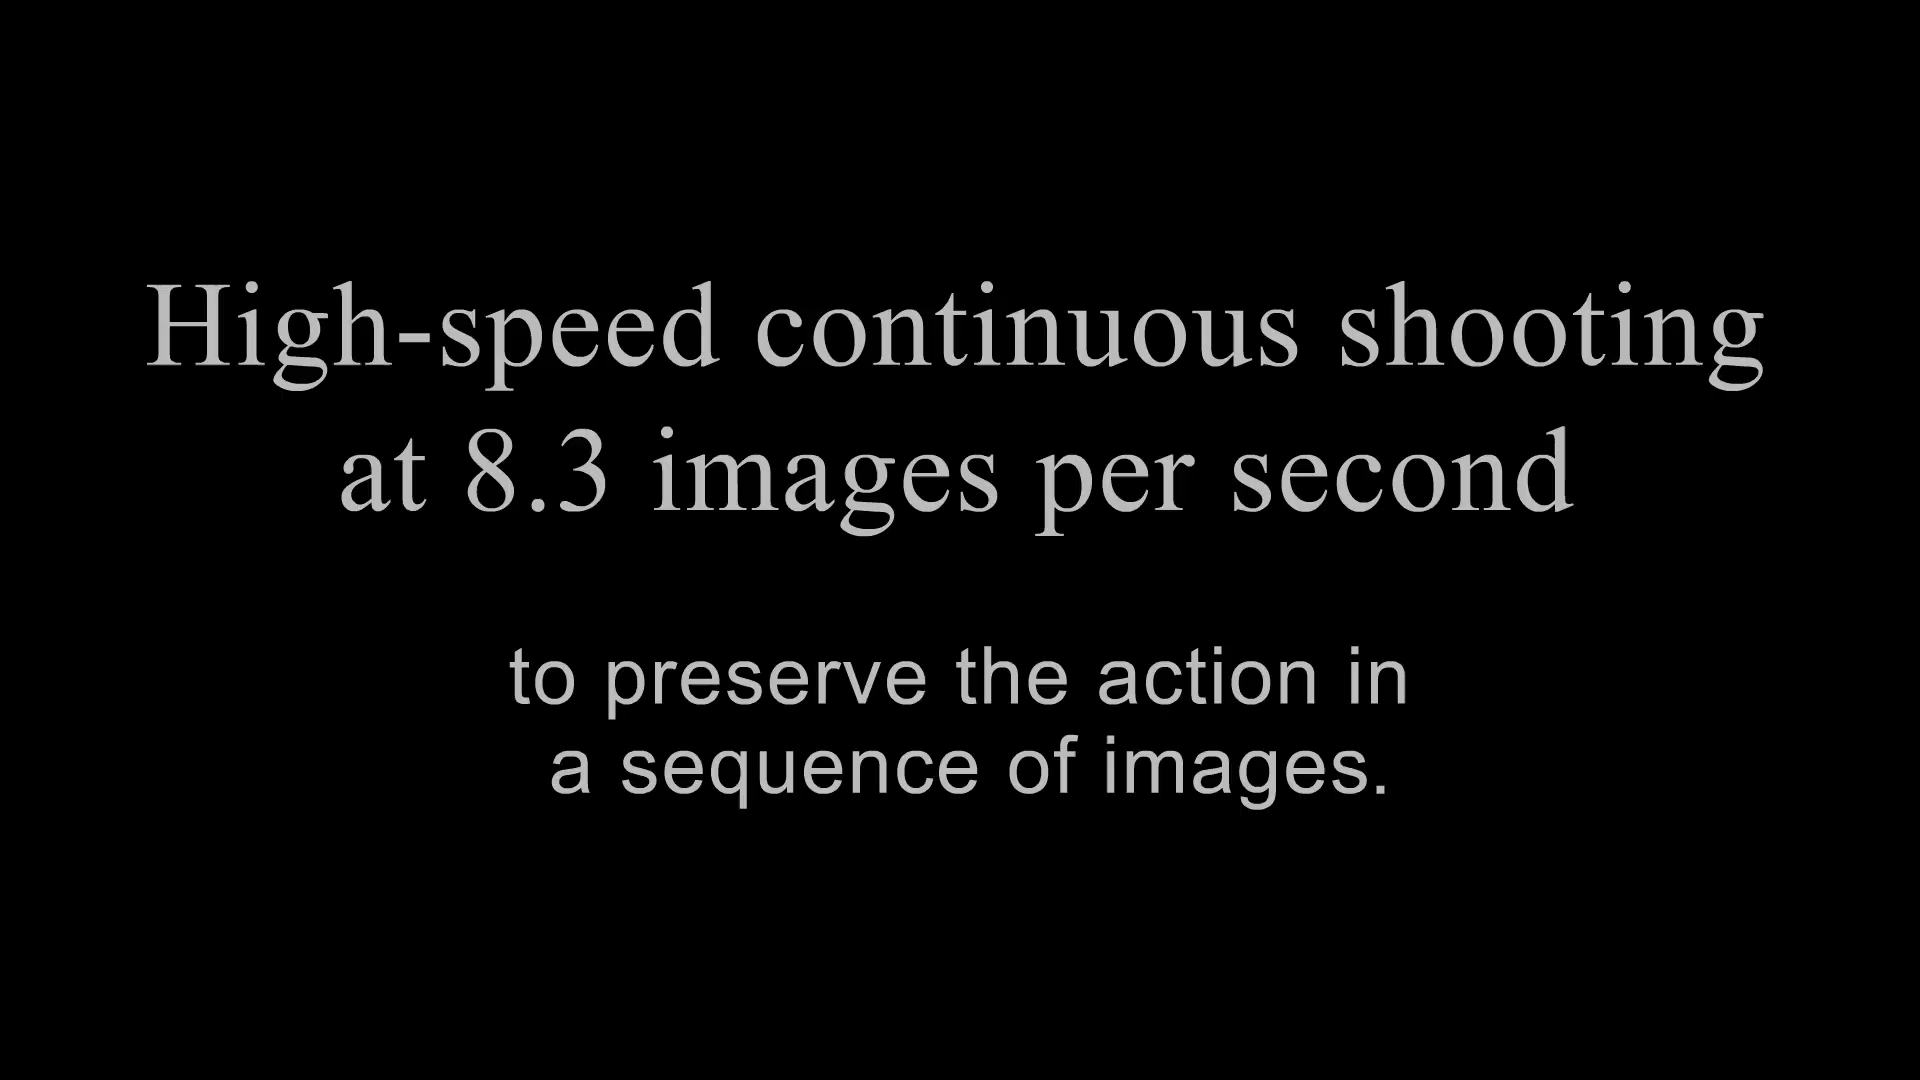 High-speed continuous shooting
at 8.3 images per second
to preserve the action in
a sequence of images.